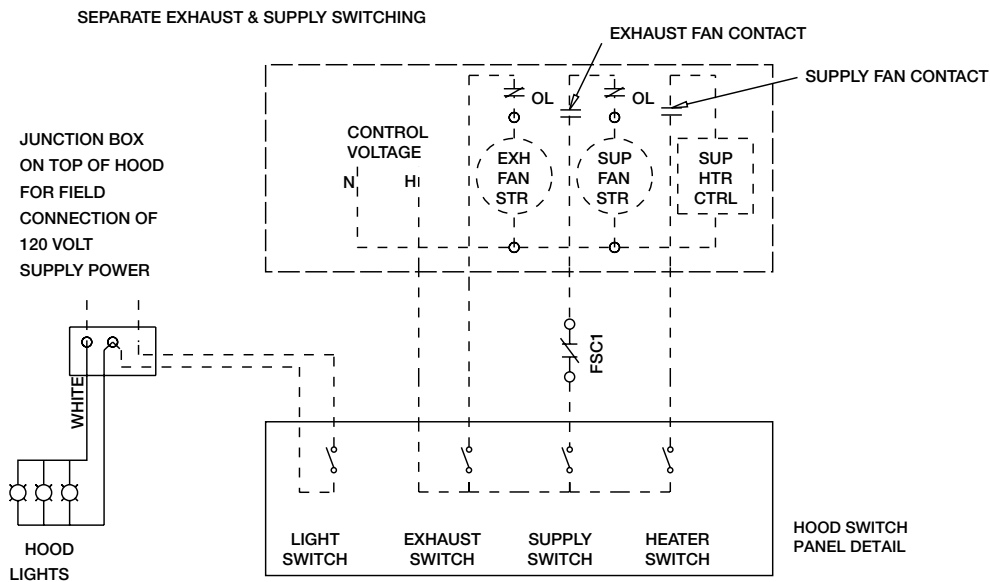 SEPARATE EXHAUST & SUPPLY SWITCHING
EXHAUST FAN CONTACT
SUPPLY FAN CONTACT
JUNCTION BOX
ON TOP OF HOOD
FOR FIELD
CONNECTION OF
120 VOLT
SUPPLY POWER
CONTROL
VOLTAGE
N
H
OL
OL
EXH
FAN
STR
SUP
FAN
STR
SUP
HTR
CTRL
FSC1
WHITE
HOOD
LIGHTS
LIGHT
SWITCH
EXHAUST
SWITCH
SUPPLY
SWITCH
HEATER
SWITCH
HOOD SWITCH
PANEL DETAIL